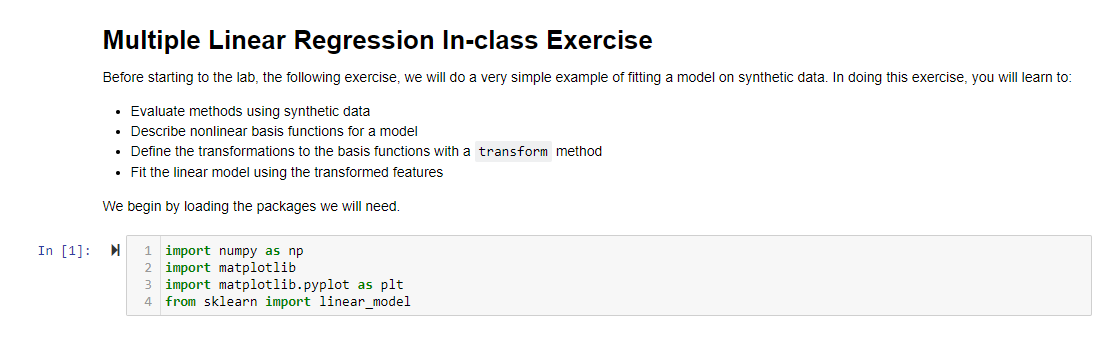 Multiple Linear Regression In-class Exercise
Before starting to the lab, the following exercise, we will do a very simple example of fitting a model on synthetic data. In doing this exercise, you will learn to:
• Evaluate methods using synthetic data
• Describe nonlinear basis functions for a model
• Define the transformations to the basis functions with a transform method
• Fit the linear model using the transformed features
We begin by loading the packages we will need.
In [1]:
1 import numpy as np
2 import matplotlib
3 import matplotlib.pyplot as plt
4 from sklearn import linear_model